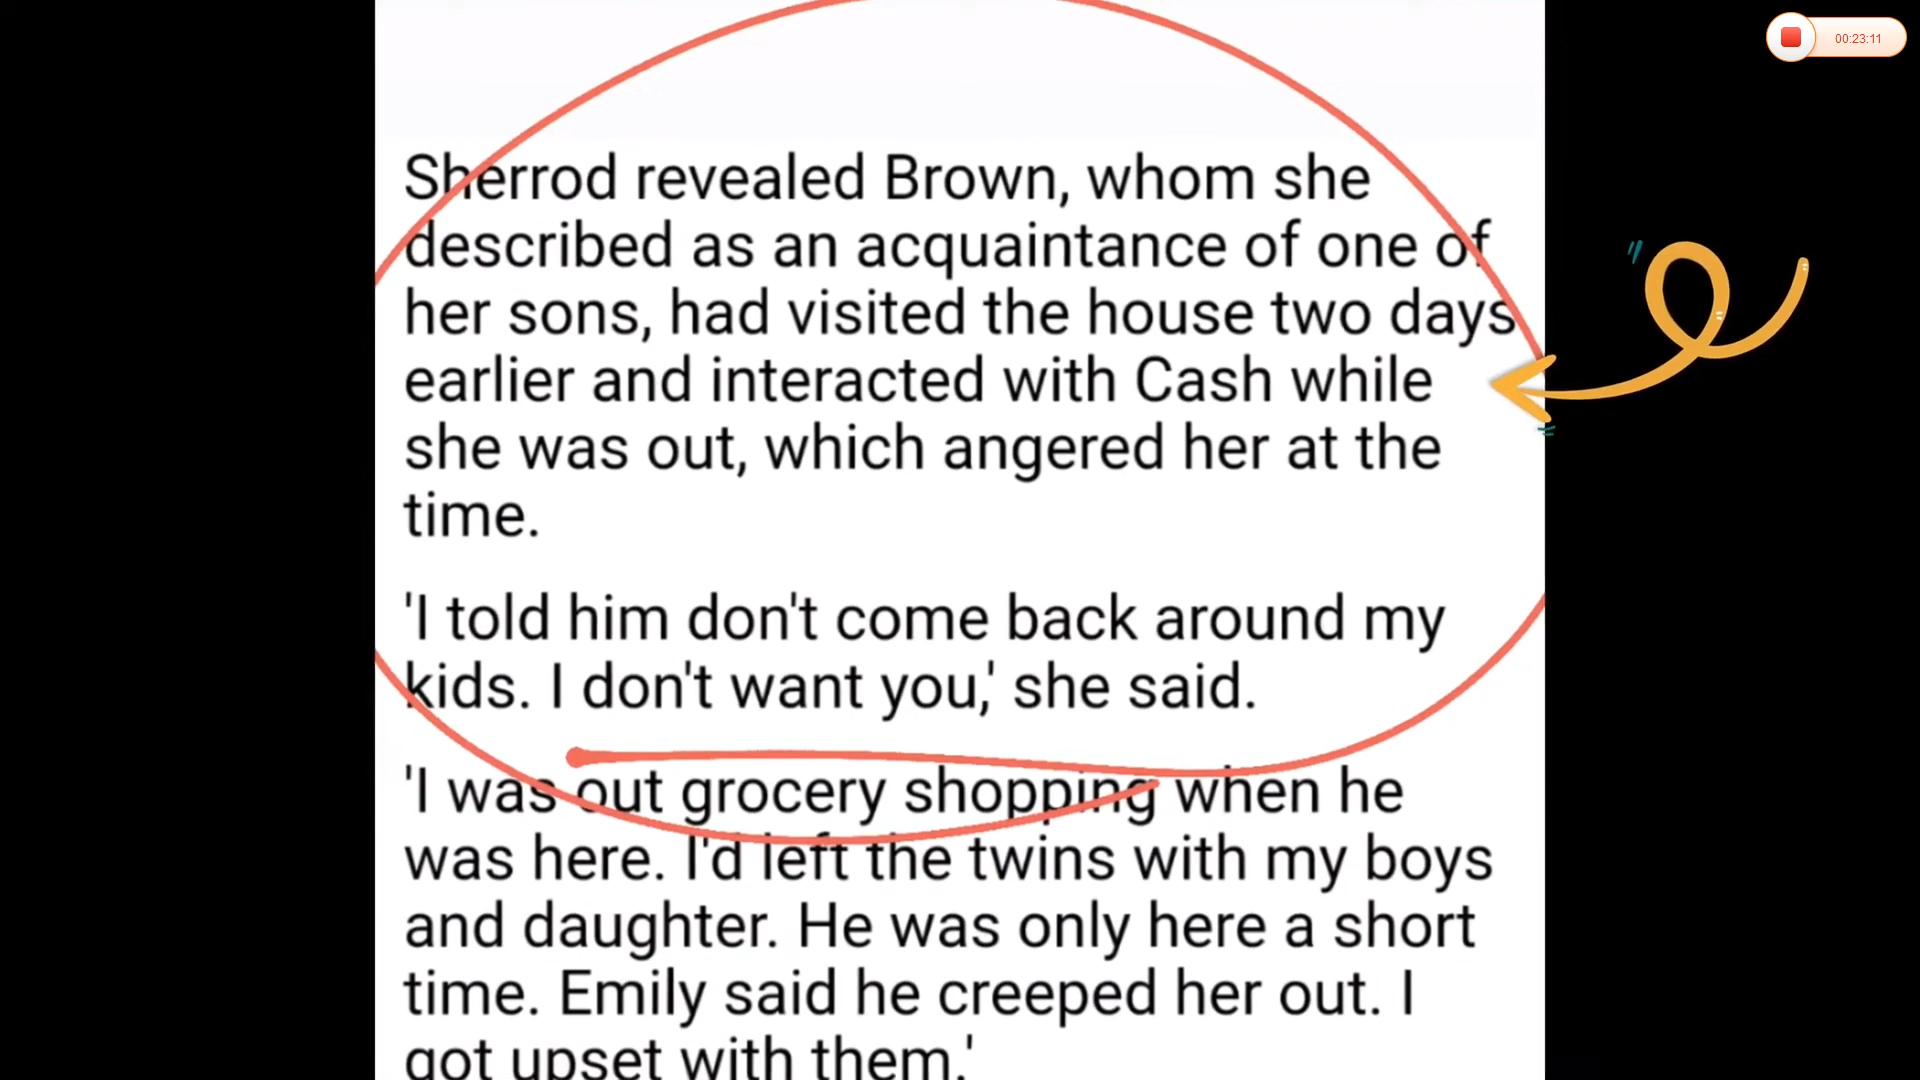 00:23:11
Sherrod revealed Brown, whom she
described as an acquaintance of one of
her sons, had visited the house two days
earlier and interacted with Cash while
she was out, which angered her at the
time.
'I told him don't come back around my
kids. I don't want you,' she said.
'I was out grocery shopping when he
was here. I'd left the twins with my boys
and daughter. He was only here a short
time. Emily said he creeped her out. I
got upset with them.'